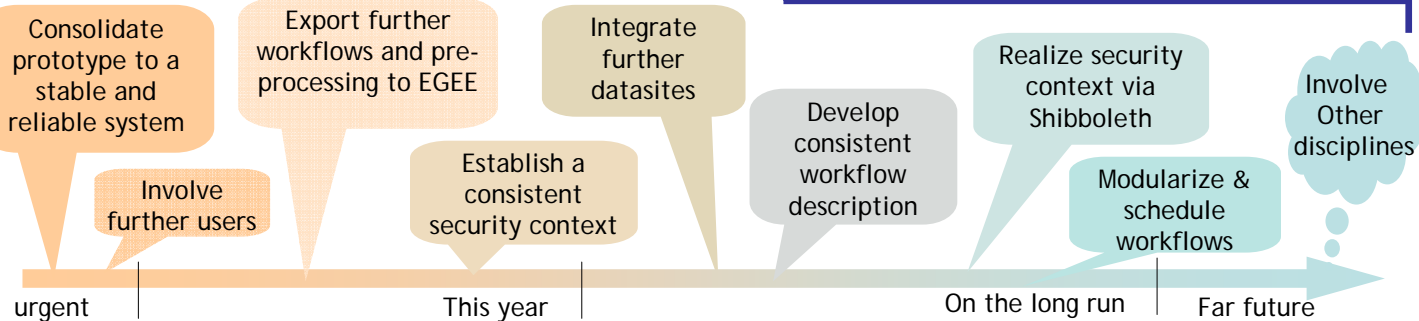 Consolidate
prototype to a
stable and
reliable system
Involve
further users
Export further
workflows and pre-
processing to EGEE
Establish a
consistent
security context
Integrate
further
datasites
Develop
consistent
workflow
description
Realize security
context via
Shibboleth
Modularize &
schedule
workflows
Involve
Other
disciplines
urgent
This year
On the long run
Far future